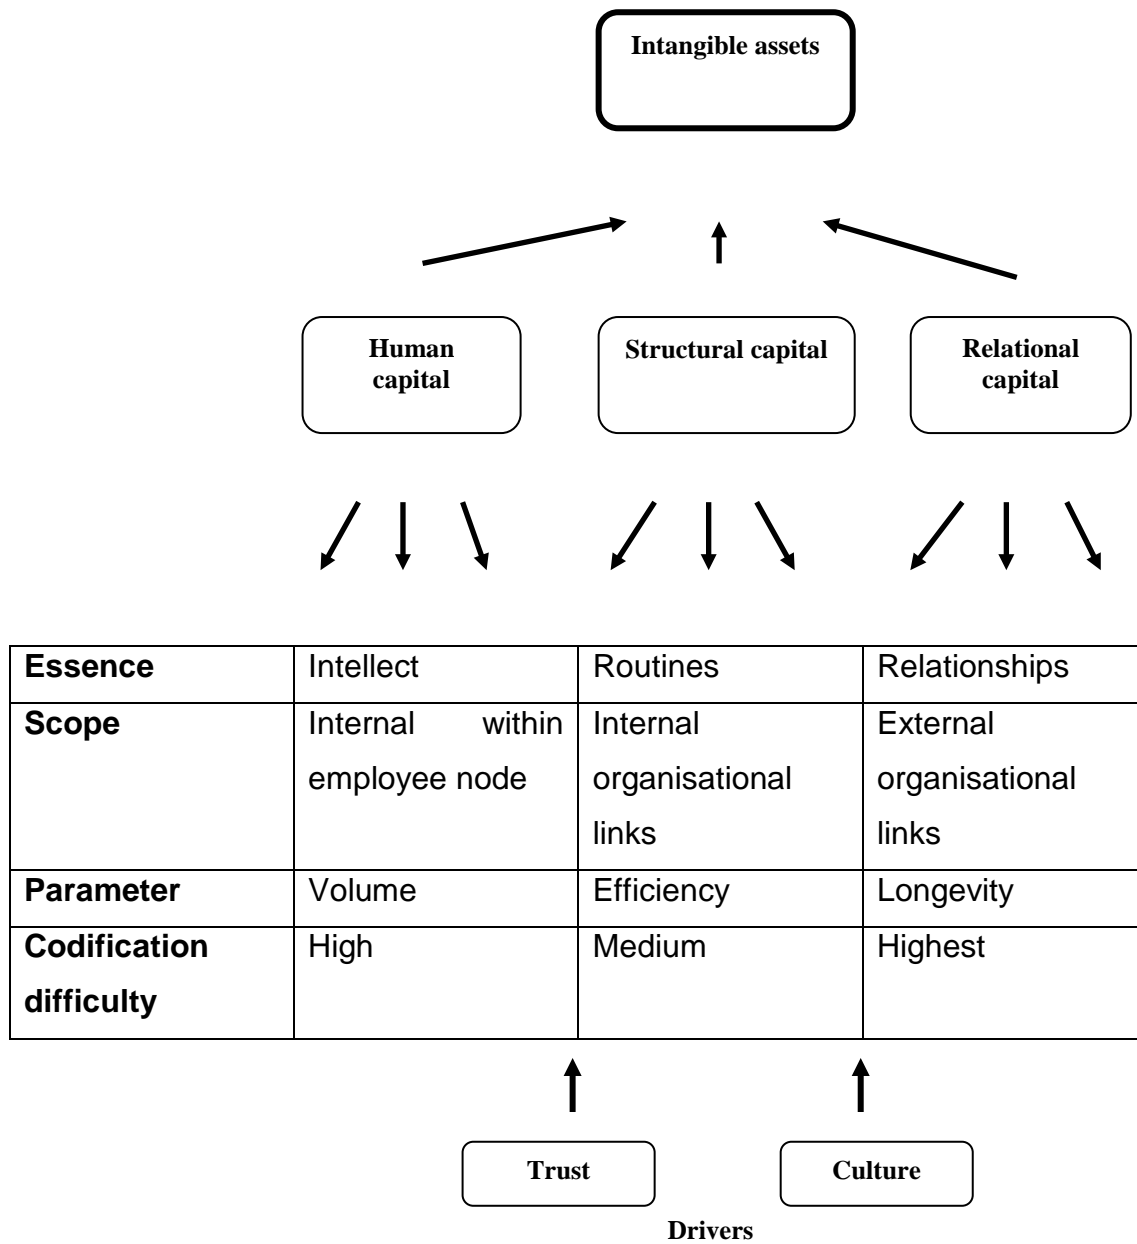 Intangible assets
Human
capital
Structural capital
Relational
capital
Essence
Intellect
Routines
Relationships
Scope
Internal within
employee node
Internal
organisational
links
External
organisational
links
Parameter
Volume
Efficiency
Longevity
Codification
difficulty
High
Medium
Highest
Trust
Culture
Drivers